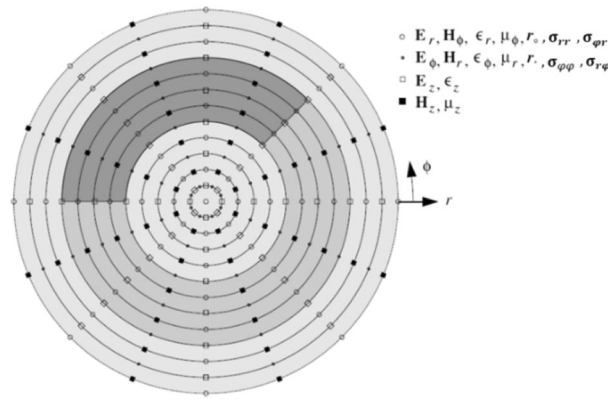 ○ E_r, H_ϕ, ϵ_r, μ_ϕ, r_∘, σ_rr, σ_φr
• E_ϕ, H_r, ϵ_ϕ, μ_r, r_·, σ_φφ, σ_rφ
□ E_z, ϵ_z
■ H_z, μ_z
ϕ
r